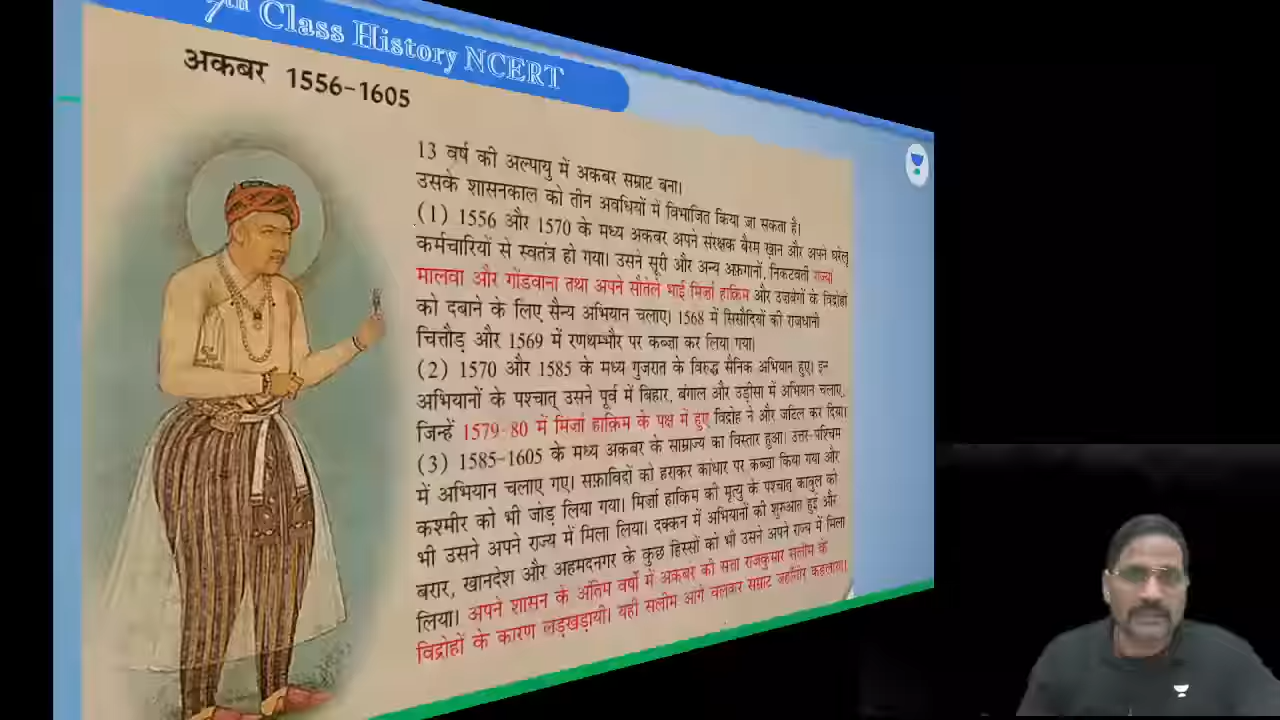 7th Class History NCERT
अकबर 1556-1605
13 वर्ष की अल्पायु में अकबर सम्राट बना।
उसके शासनकाल को तीन अवधियों में विभाजित किया जा सकता है।
(1) 1556 और 1570 के मध्य अकबर अपने संरक्षक बैरम ख़ान और अपने घरेलू
कर्मचारियों से स्वतंत्र हो गया। उसने सूरी और अन्य अफ़गानों, निकटवर्ती राज्यों
मालवा और गोंडवाना तथा अपने सौतेले भाई मिर्ज़ा हाकिम और उज़बेगों के विद्रोहों
को दबाने के लिए सैन्य अभियान चलाए। 1568 में सिसौदियों की राजधानी
चित्तौड़ और 1569 में रणथम्भौर पर कब्ज़ा कर लिया गया।
(2) 1570 और 1585 के मध्य गुजरात के विरुद्ध सैनिक अभियान हुए। इन
अभियानों के पश्चात् उसने पूर्व में बिहार, बंगाल और उड़ीसा में अभियान चलाए,
जिन्हें 1579-80 में मिर्ज़ा हाकिम के पक्ष में हुए विद्रोह ने और जटिल कर दिया।
(3) 1585-1605 के मध्य अकबर के साम्राज्य का विस्तार हुआ। उत्तर-पश्चिम
में अभियान चलाए गए। सफ़ाविदों को हराकर कांधार पर कब्ज़ा किया गया और
कश्मीर को भी जोड़ लिया गया। मिर्ज़ा हाकिम की मृत्यु के पश्चात् काबुल को
भी उसने अपने राज्य में मिला लिया। दक्कन में अभियानों की शुरुआत हुई और
बरार, खानदेश और अहमदनगर के कुछ हिस्सों को भी उसने अपने राज्य में मिला
लिया। अपने शासन के अंतिम वर्षों में अकबर की सत्ता राजकुमार सलीम के
विद्रोहों के कारण लड़खड़ायी। यही सलीम आगे चलकर सम्राट जहाँगीर कहलाया।